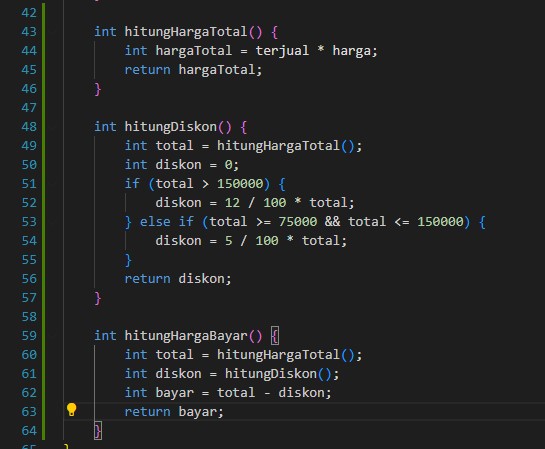 42
43 int hitungHargaTotal() {
44 int hargaTotal = terjual * harga;
45 return hargaTotal;
46 }
47
48 int hitungDiskon() {
49 int total = hitungHargaTotal();
50 int diskon = 0;
51 if (total > 150000) {
52 diskon = 12 / 100 * total;
53 } else if (total >= 75000 && total <= 150000) {
54 diskon = 5 / 100 * total;
55 }
56 return diskon;
57 }
58
59 int hitungHargaBayar() {
60 int total = hitungHargaTotal();
61 int diskon = hitungDiskon();
62 int bayar = total - diskon;
63 return bayar;
64 }
65 }